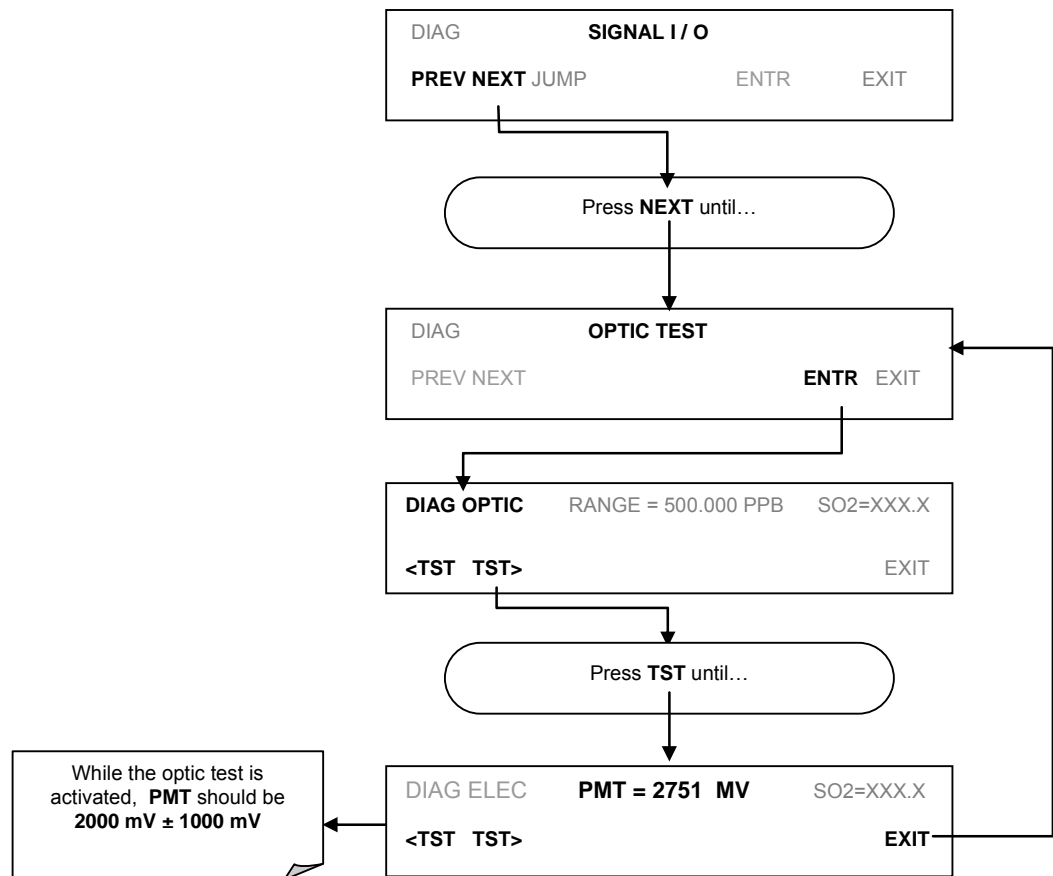 DIAG SIGNAL I / O
PREV NEXT JUMP ENTR EXIT
Press NEXT until…
DIAG OPTIC TEST
PREV NEXT ENTR EXIT
DIAG OPTIC RANGE = 500.000 PPB SO2=XXX.X
<TST TST> EXIT
Press TST until…
While the optic test is
activated, PMT should be
2000 mV ± 1000 mV
DIAG ELEC PMT = 2751 MV SO2=XXX.X
<TST TST> EXIT